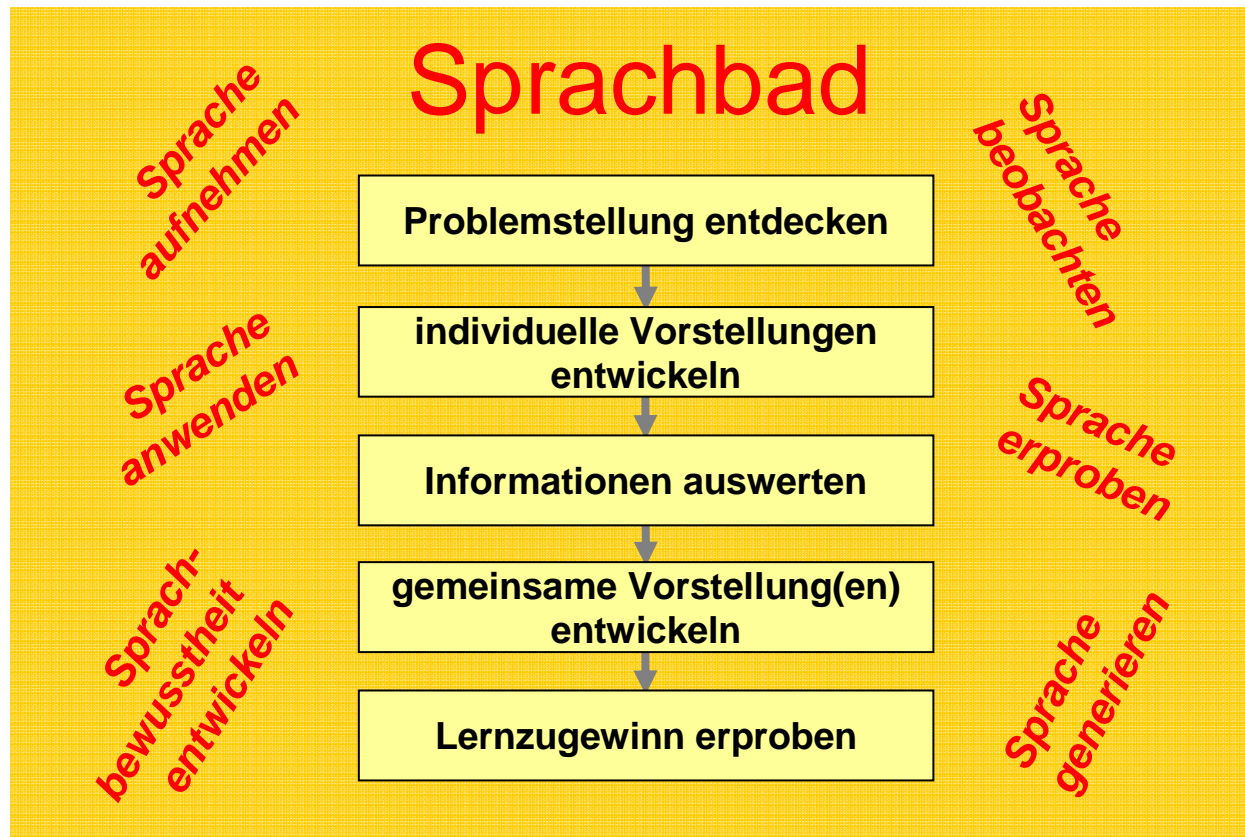 Sprachbad
Sprache
aufnehmen
Sprache
beobachten
Problemstellung entdecken
individuelle Vorstellungen
entwickeln
Sprache
anwenden
Sprache
erproben
Informationen auswerten
gemeinsame Vorstellung(en)
entwickeln
Sprach-
bewusstheit
entwickeln
Sprache
generieren
Lernzugewinn erproben